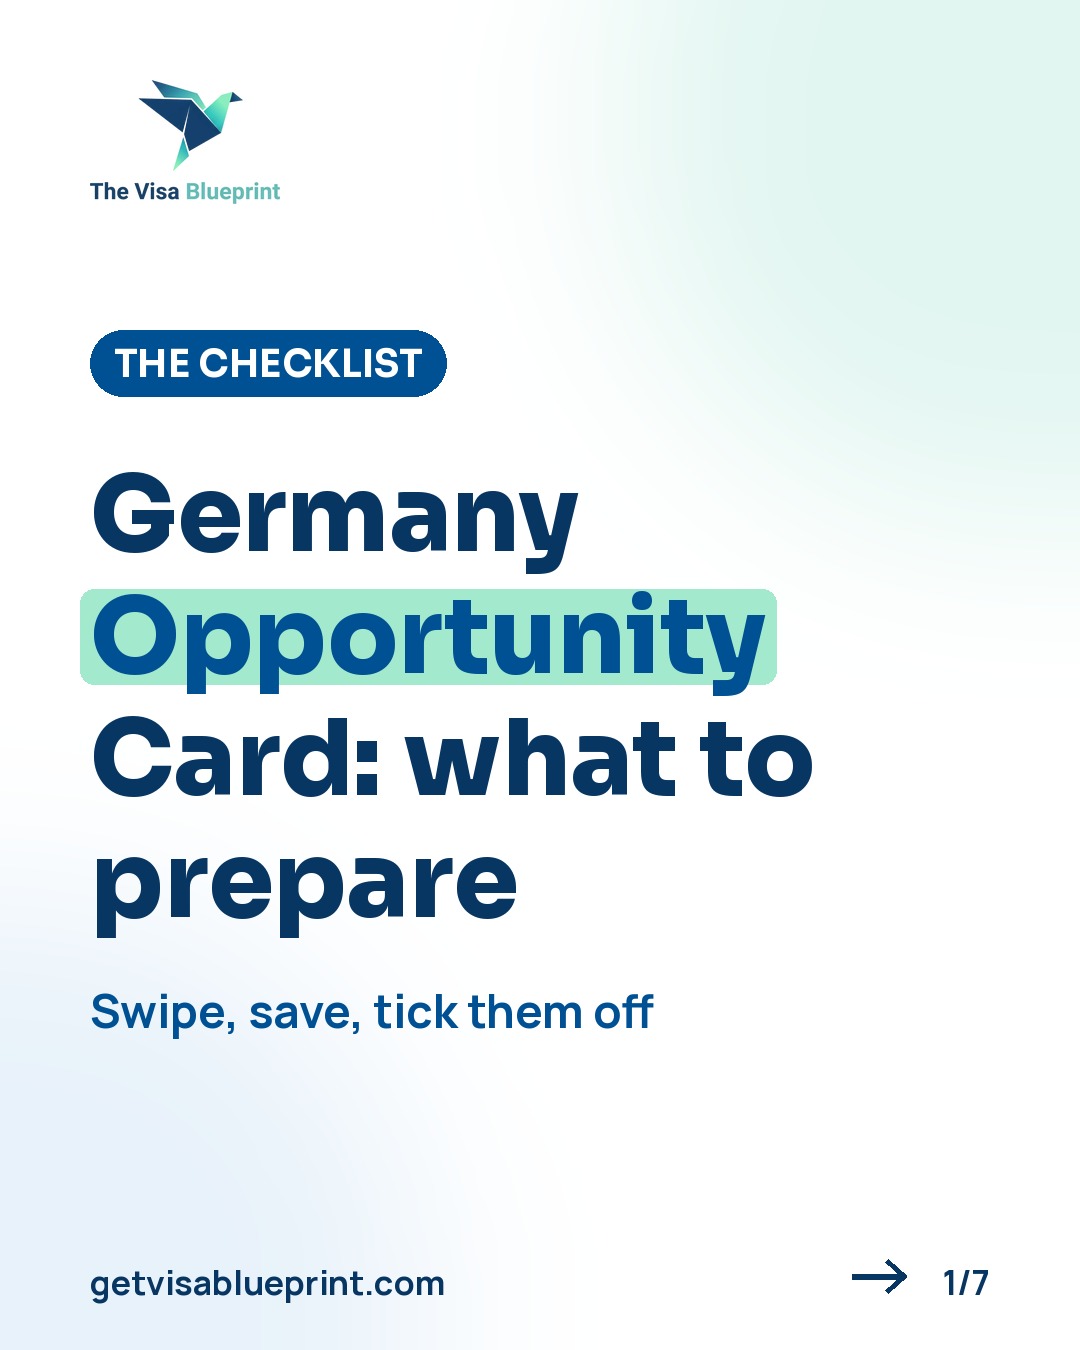 The Visa Blueprint
THE CHECKLIST
Germany
Opportunity
Card: what to
prepare
Swipe, save, tick them off
getvisablueprint.com
1/7